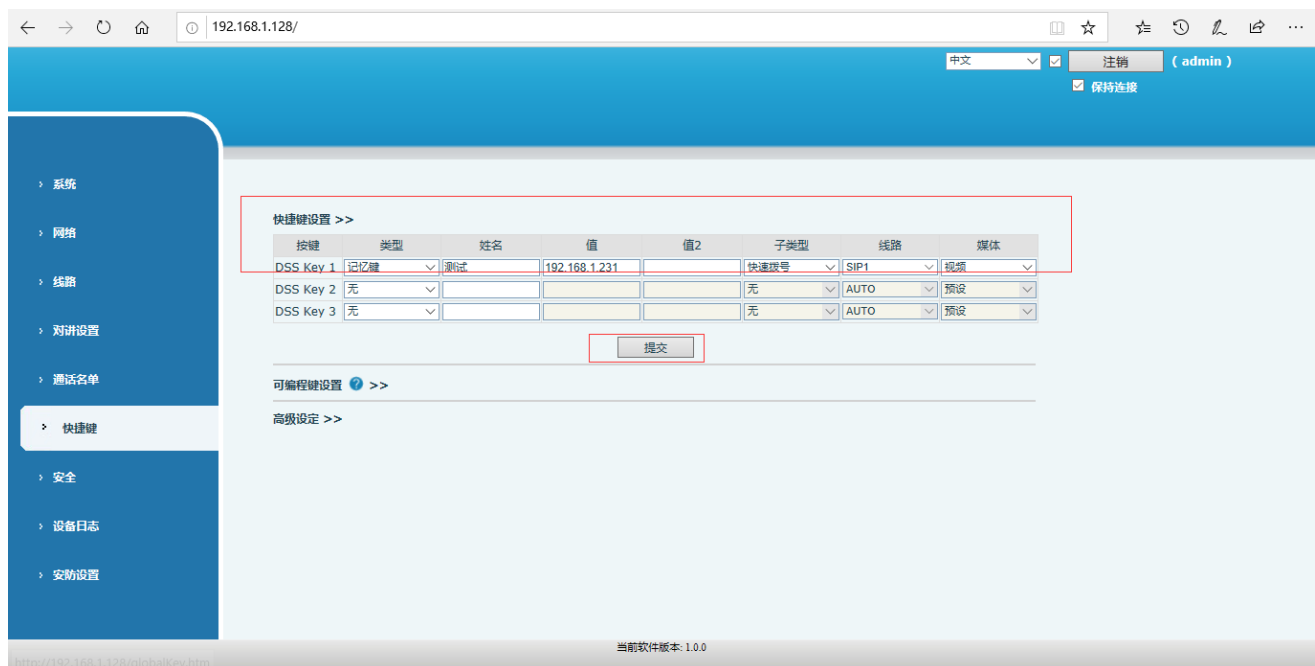 192.168.1.128/
中文 注销 ( admin )
保持连接
系统
网络
线路
对讲设置
通话名单
快捷键
安全
设备日志
安防设置
快捷键设置 >>
按键 类型 姓名 值 值2 子类型 线路 媒体
DSS Key 1 记忆键 测试 192.168.1.231 快速拨号 SIP1 视频
DSS Key 2 无 无 AUTO 预设
DSS Key 3 无 无 AUTO 预设
提交
可编程键设置 ? >>
高级设定 >>
当前软件版本: 1.0.0
http://192.168.1.128/globalKey.htm